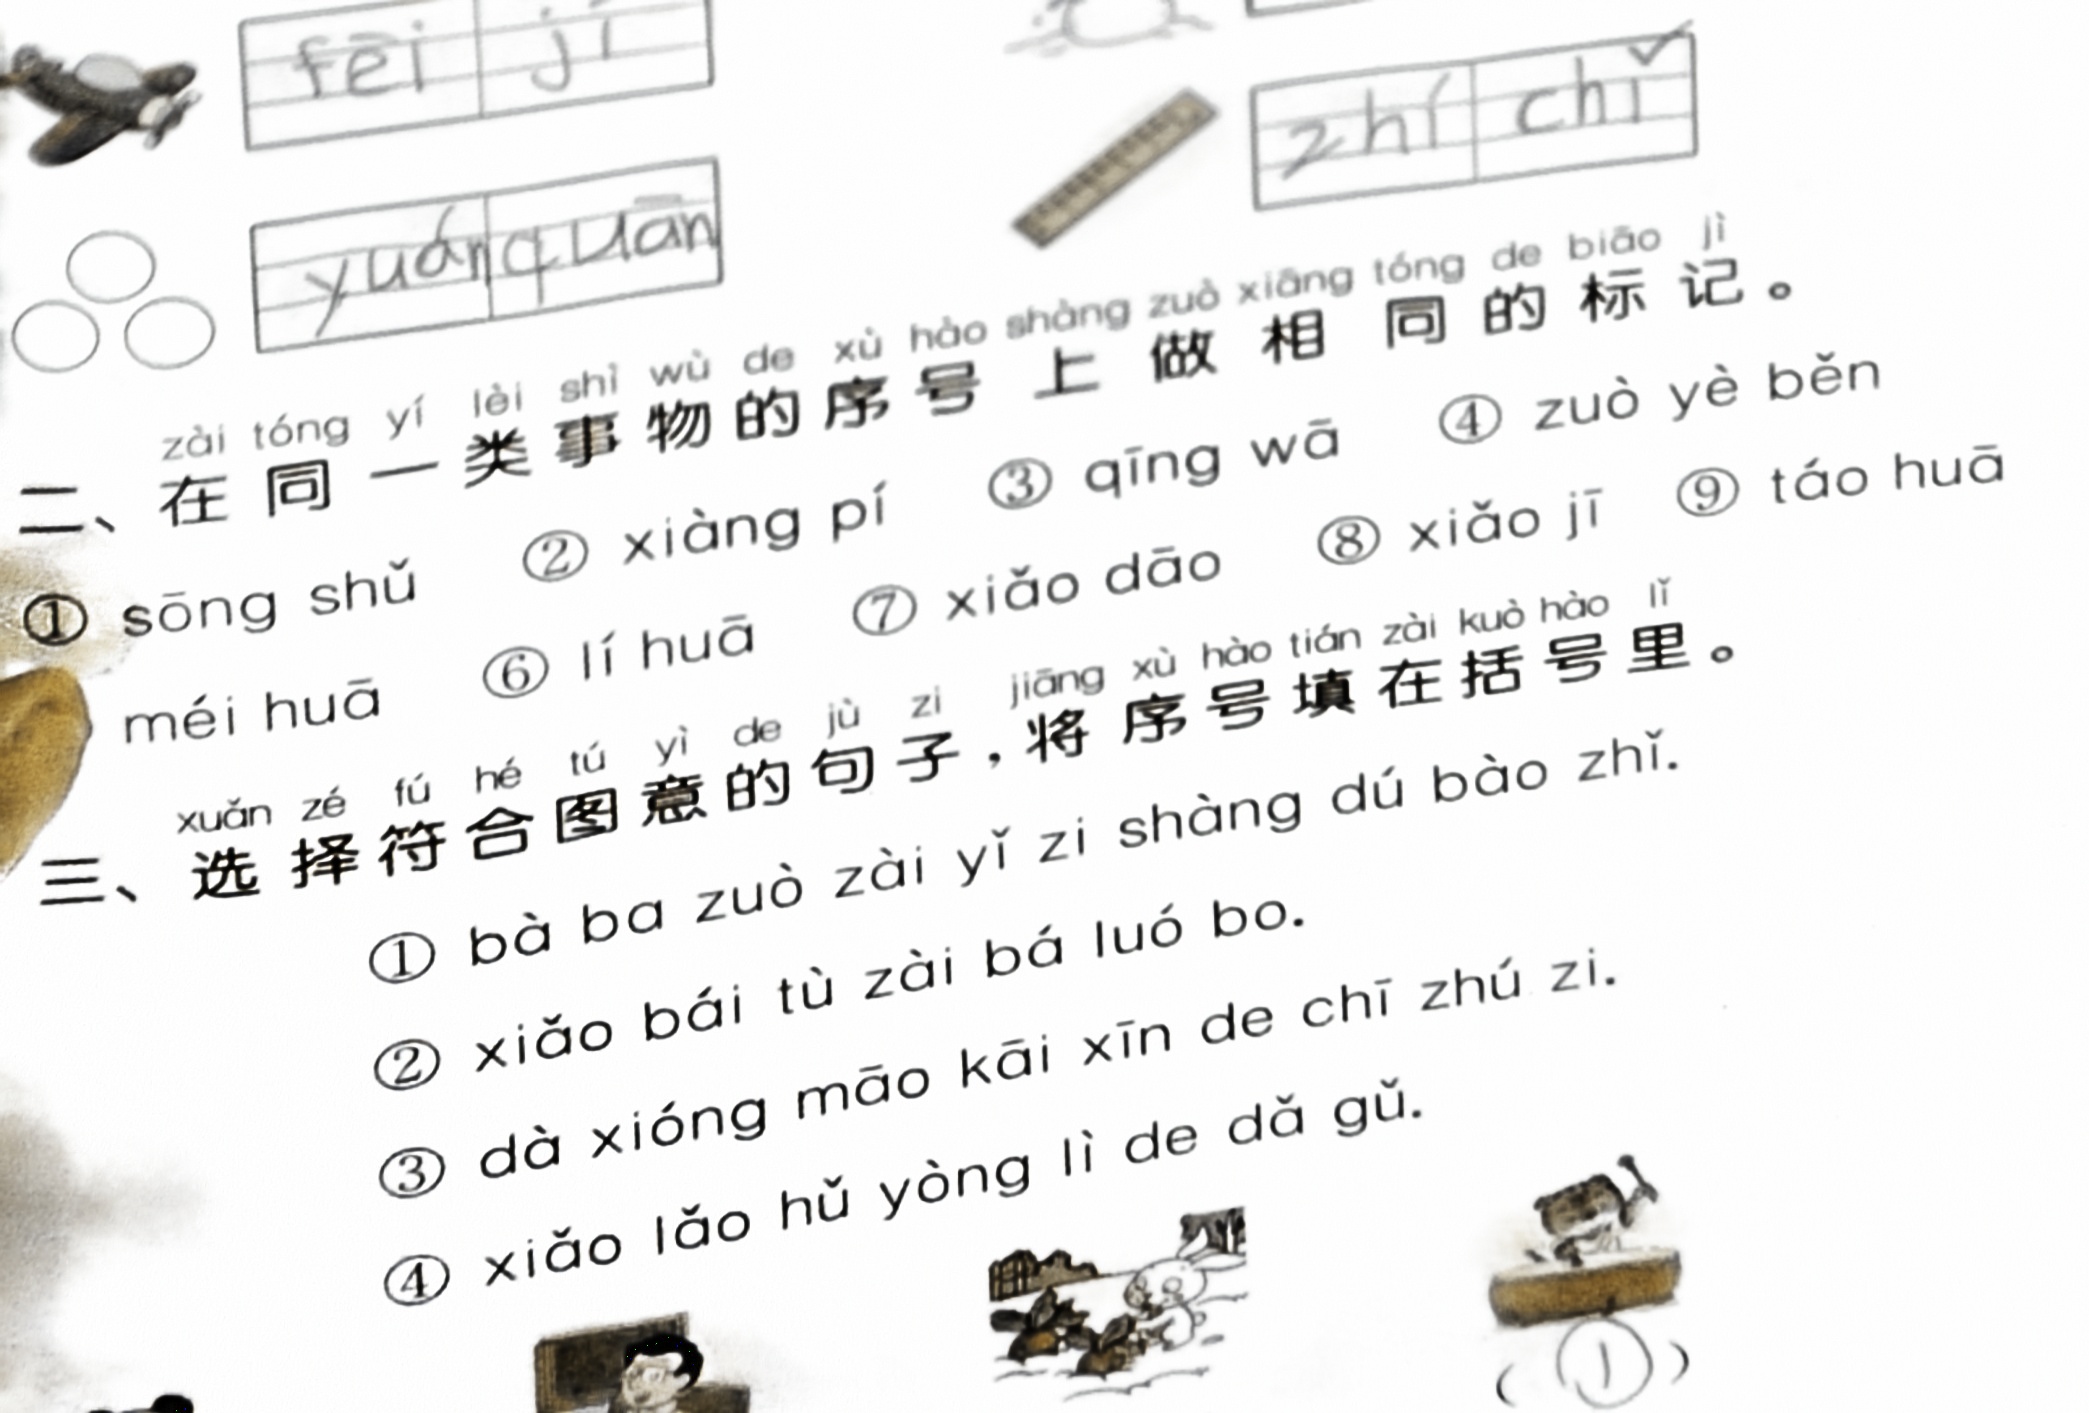 fēi jī
zhí chǐ
yuán quān
zài tóng yí lèi shì wù de xù hào shàng zuò xiāng tóng de biāo jì
二、在同一类事物的序号上做相同的标记。
① sōng shǔ ② xiàng pí ③ qīng wā ④ zuò yè běn
méi huā ⑥ lí huā ⑦ xiǎo dāo ⑧ xiǎo jī ⑨ táo huā
xuǎn zé fú hé tú yì de jù zi jiāng xù hào tián zài kuò hào lǐ
三、选择符合图意的句子，将序号填在括号里。
① bà ba zuò zài yǐ zi shàng dú bào zhǐ.
② xiǎo bái tù zài bá luó bo.
③ dà xióng māo kāi xīn de chī zhú zi.
④ xiǎo lǎo hǔ yòng lì de dǎ gǔ.
(①)